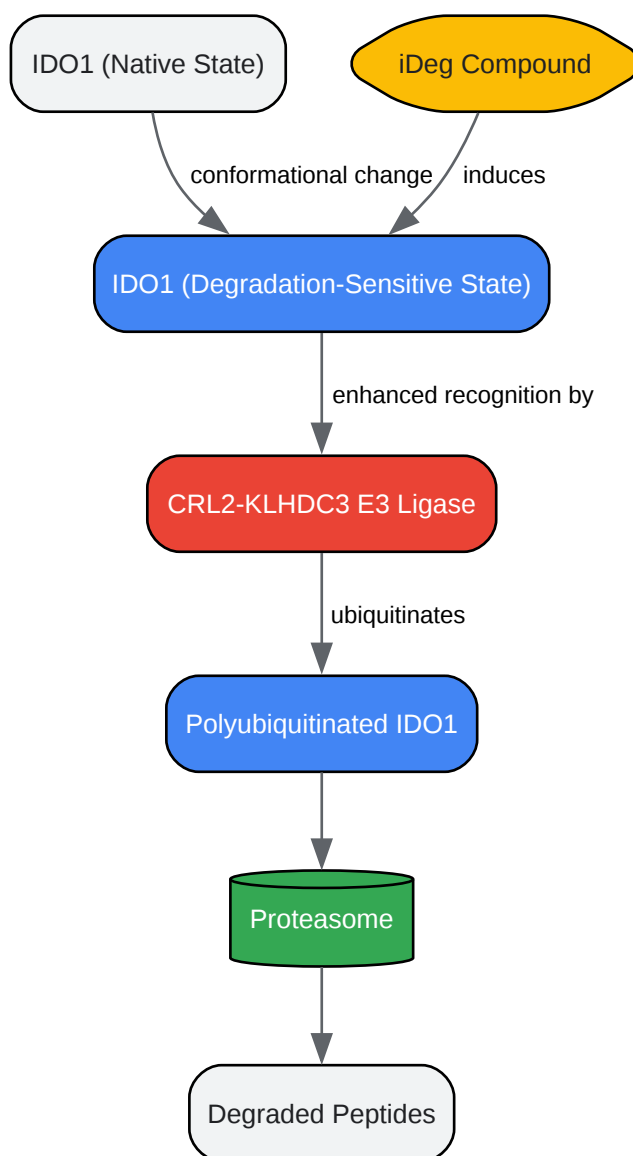 IDO1 (Native State)
iDeg Compound
conformational change
induces
IDO1 (Degradation-Sensitive State)
enhanced recognition by
CRL2-KLHDC3 E3 Ligase
ubiquitinates
Polyubiquitinated IDO1
Proteasome
Degraded Peptides